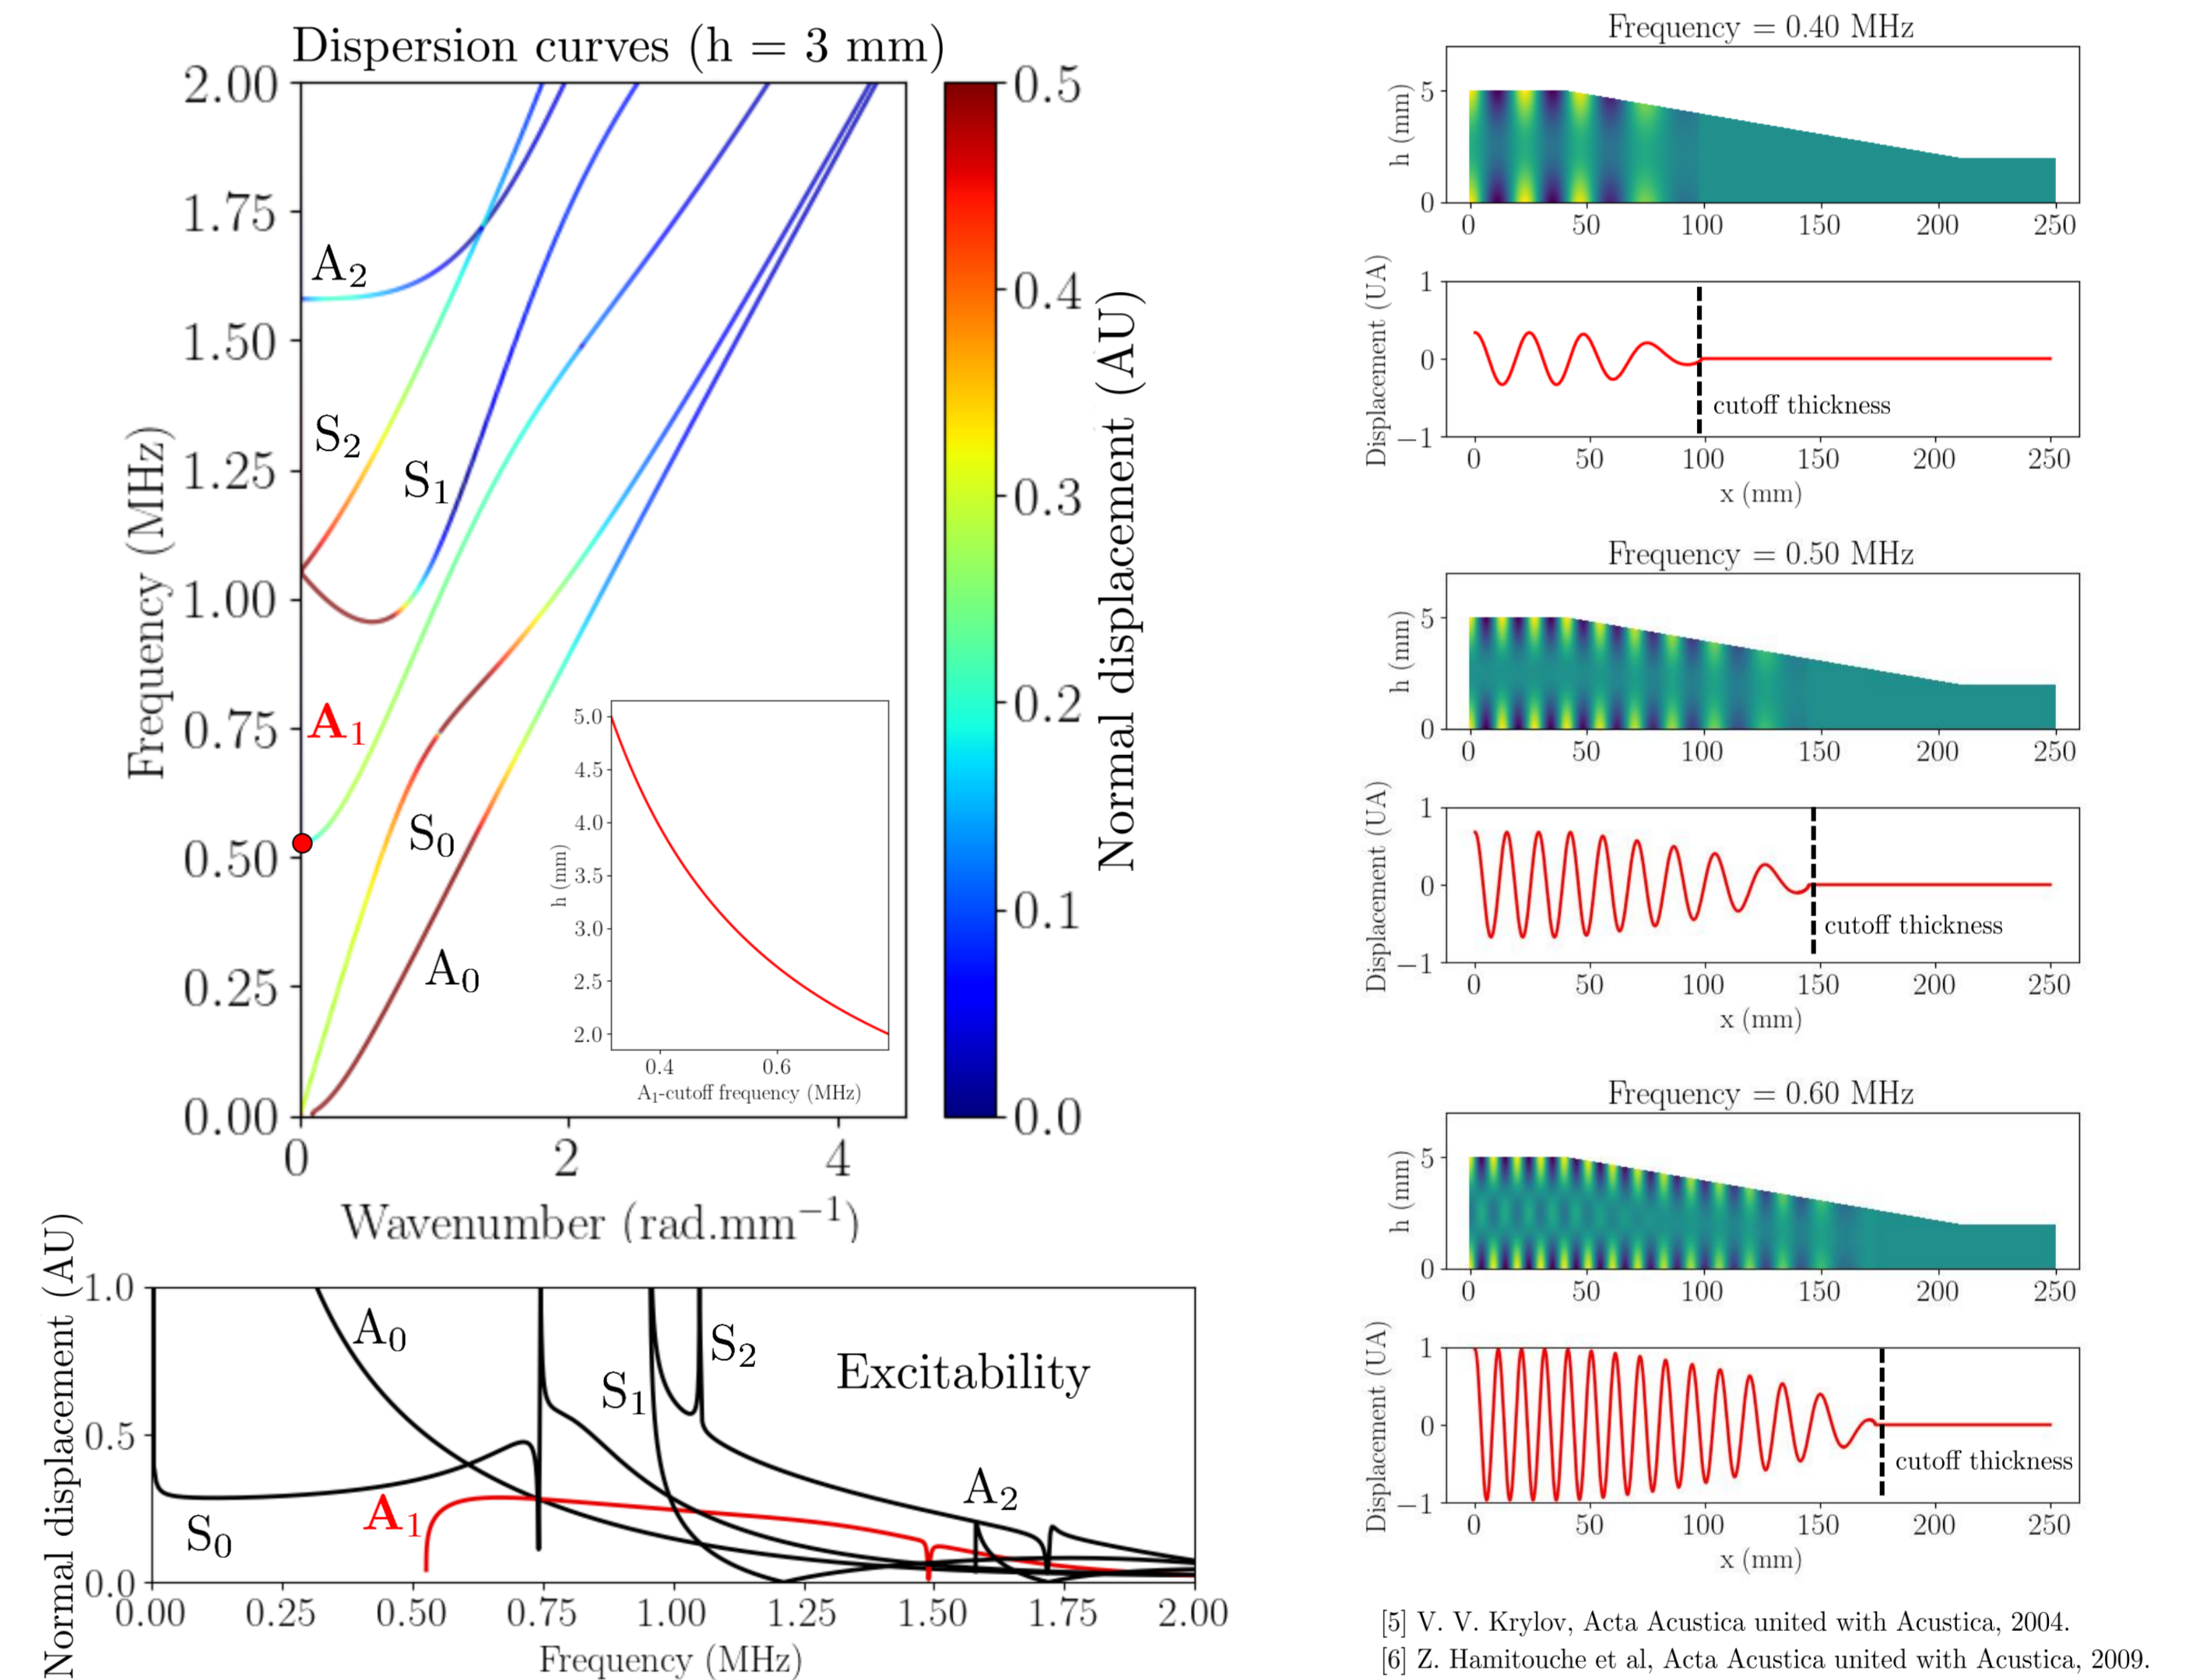 Dispersion curves (h = 3 mm)
2.00
1.75
1.50
1.25
1.00
0.75
0.50
0.25
0.00
Frequency (MHz)
A2
S2
S1
A1
S0
A0
0
2
4
Wavenumber (rad.mm−1)
5.0
4.5
4.0
3.5
3.0
2.5
2.0
h (mm)
0.4
0.6
A1-cutoff frequency (MHz)
0.5
0.4
0.3
0.2
0.1
0.0
Normal displacement (AU)
1.0
0.5
0.0
Normal displacement (AU)
A0
S2
Excitability
S1
A2
A1
S0
0.00 0.25 0.50 0.75 1.00 1.25 1.50 1.75 2.00
Frequency (MHz)
Frequency = 0.40 MHz
5
0
h (mm)
0 50 100 150 200 250
1
0
−1
Displacement (UA)
cutoff thickness
0 50 100 150 200 250
x (mm)
Frequency = 0.50 MHz
5
0
h (mm)
0 50 100 150 200 250
1
0
−1
Displacement (UA)
cutoff thickness
0 50 100 150 200 250
x (mm)
Frequency = 0.60 MHz
5
0
h (mm)
0 50 100 150 200 250
1
0
−1
Displacement (UA)
cutoff thickness
0 50 100 150 200 250
x (mm)
[5] V. V. Krylov, Acta Acustica united with Acustica, 2004.
[6] Z. Hamitouche et al, Acta Acustica united with Acustica, 2009.